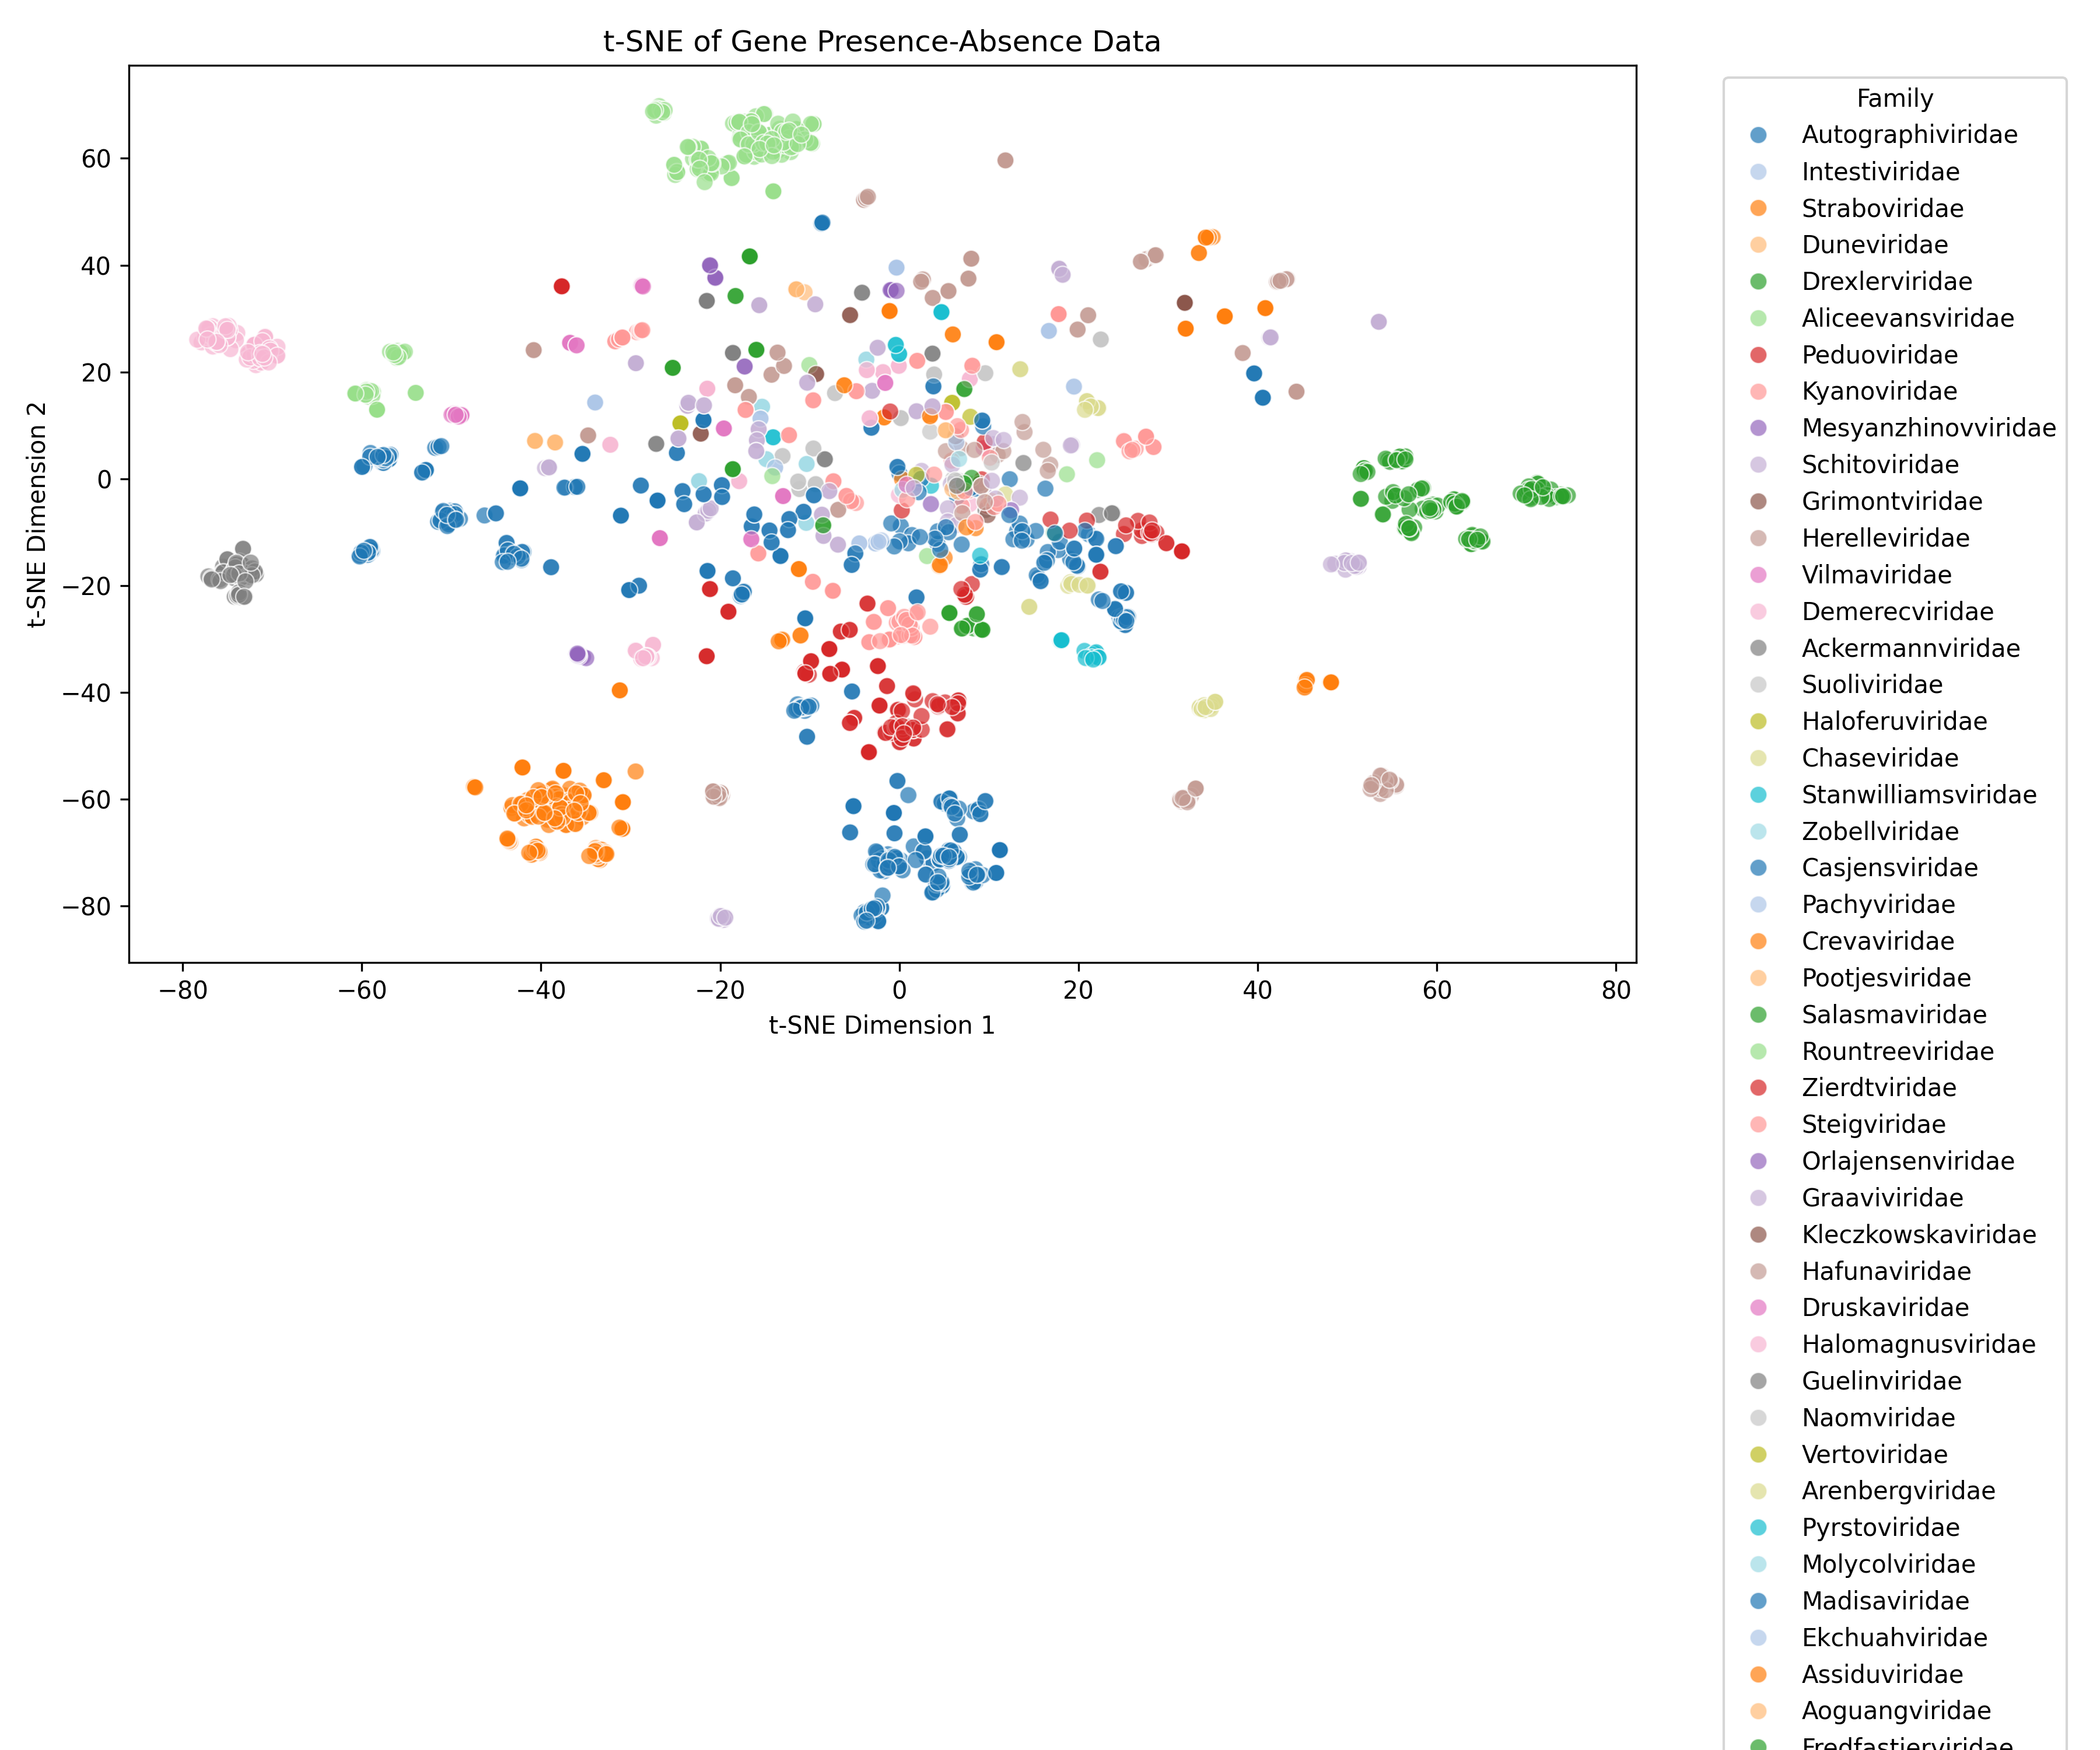 t-SNE of Gene Presence-Absence Data
60
40
20
0
−20
−40
−60
−80
t-SNE Dimension 2
−80
−60
−40
−20
0
20
40
60
80
t-SNE Dimension 1
Family
Autographiviridae
Intestiviridae
Straboviridae
Duneviridae
Drexlerviridae
Aliceevansviridae
Peduoviridae
Kyanoviridae
Mesyanzhinovviridae
Schitoviridae
Grimontviridae
Herelleviridae
Vilmaviridae
Demerecviridae
Ackermannviridae
Suoliviridae
Haloferuviridae
Chaseviridae
Stanwilliamsviridae
Zobellviridae
Casjensviridae
Pachyviridae
Crevaviridae
Pootjesviridae
Salasmaviridae
Rountreeviridae
Zierdtviridae
Steigviridae
Orlajensenviridae
Graaviviridae
Kleczkowskaviridae
Hafunaviridae
Druskaviridae
Halomagnusviridae
Guelinviridae
Naomviridae
Vertoviridae
Arenbergviridae
Pyrstoviridae
Molycolviridae
Madisaviridae
Ekchuahviridae
Assiduviridae
Aoguangviridae